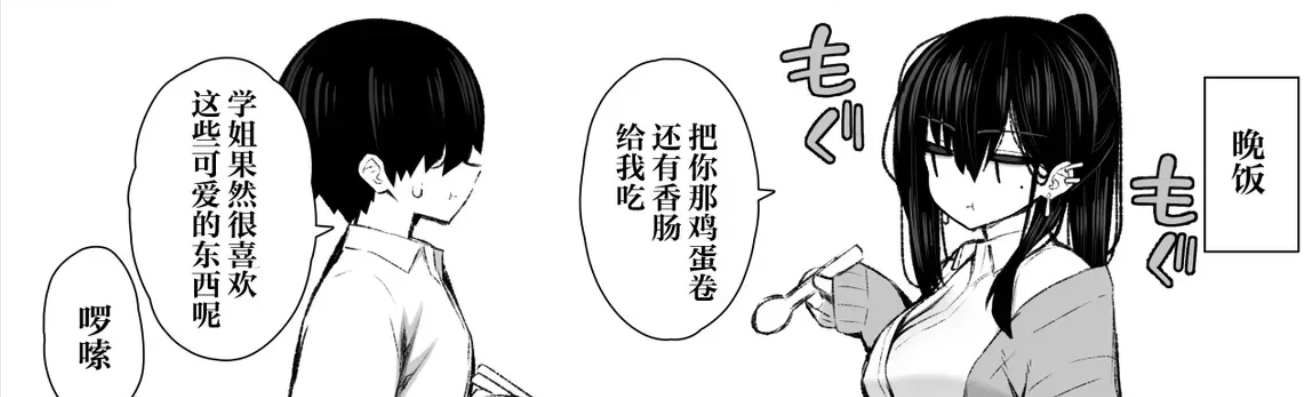 晚饭
もぐ
もぐ
把你那鸡蛋卷
还有香肠
给我吃
学姐果然很喜欢
这些可爱的东西呢
啰嗦